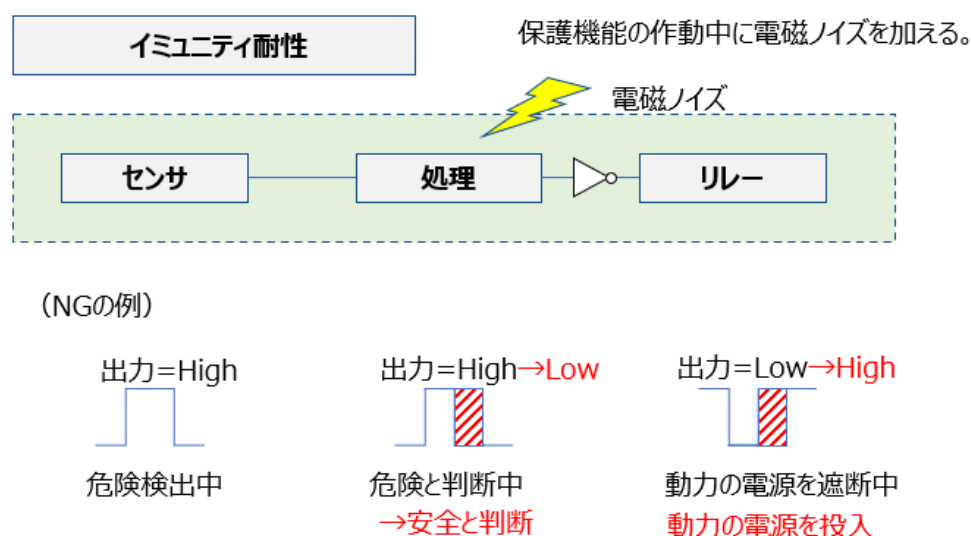 イミュニティ耐性
保護機能の作動中に電磁ノイズを加える。
電磁ノイズ
センサ
処理
リレー
（NGの例）
出力=High
出力=High→Low
出力=Low→High
危険検出中
危険と判断中
動力の電源を遮断中
→安全と判断
動力の電源を投入